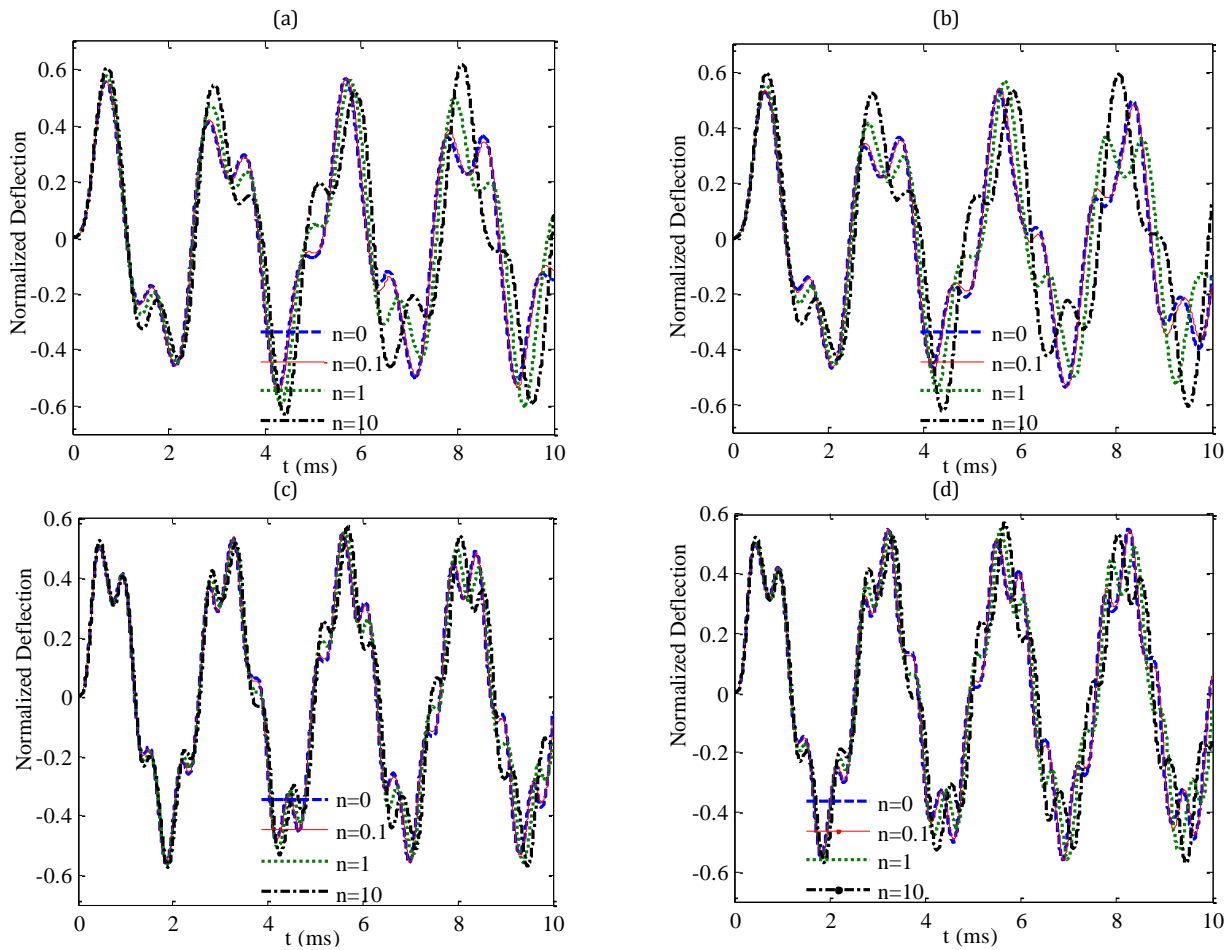 (a)
Normalized Deflection
0.6
0.4
0.2
0
-0.2
-0.4
-0.6
n=0
n=0.1
n=1
n=10
0 2 4 6 8 10
t (ms)
(b)
Normalized Deflection
0.6
0.4
0.2
0
-0.2
-0.4
-0.6
n=0
n=0.1
n=1
n=10
0 2 4 6 8 10
t (ms)
(c)
Normalized Deflection
0.6
0.4
0.2
0
-0.2
-0.4
-0.6
n=0
n=0.1
n=1
n=10
0 2 4 6 8 10
t (ms)
(d)
Normalized Deflection
0.6
0.4
0.2
0
-0.2
-0.4
-0.6
n=0
n=0.1
n=1
n=10
0 2 4 6 8 10
t (ms)